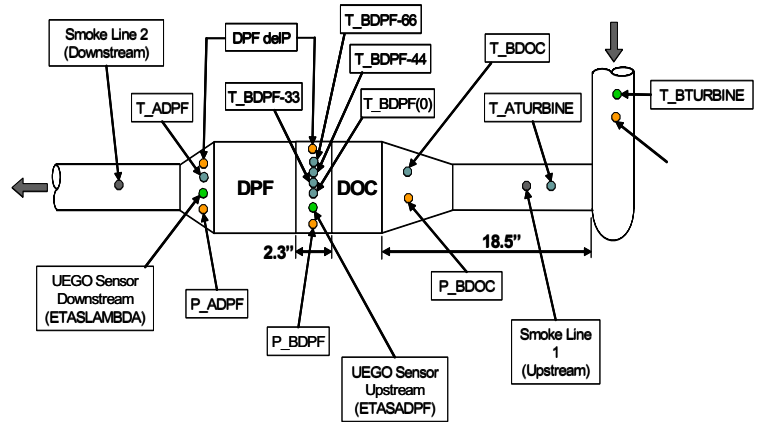 Smoke Line 2
(Downstream)
DPF delP
T_BDPF-66
T_BDPF-44
T_BDPF-33
T_BDPF(0)
T_BDOC
T_ADPF
T_ATURBINE
T_BTURBINE
DPF
DOC
2.3”
18.5”
UEGO Sensor
Downstream
(ETASLAMBDA)
P_ADPF
P_BDPF
P_BDOC
UEGO Sensor
Upstream
(ETASADPF)
Smoke Line
1
(Upstream)